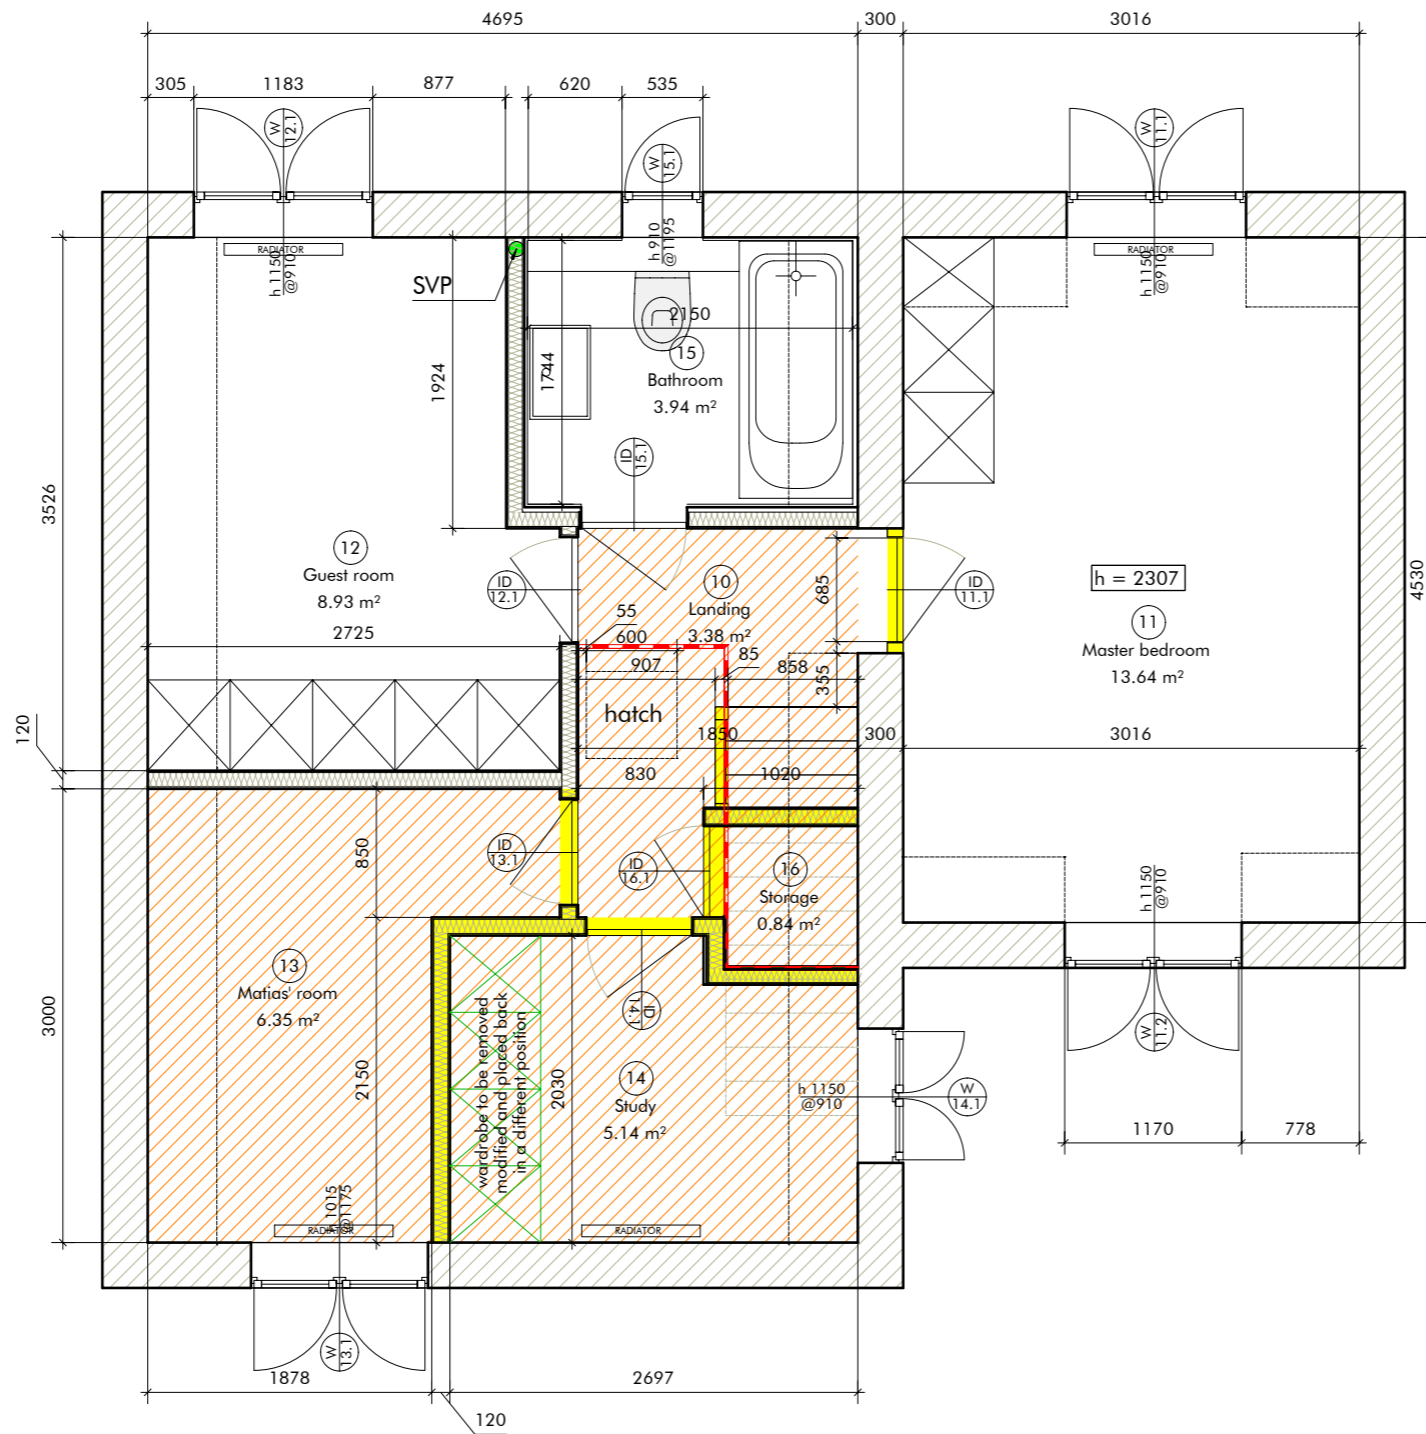 4695
300
3016
305
1183
877
620
535
W
12.1
W
15.1
W
11.1
RADIATOR
h 1150
@910
h 910
@1195
RADIATOR
h 1150
@910
SVP
2150
15
Bathroom
3.94 m²
1744
1924
ID
15.1
3526
12
Guest room
8.93 m²
ID
12.1
10
Landing
3.38 m²
685
ID
11.1
h = 2307
11
Master bedroom
13.64 m²
4530
2725
55
600
907
85
858
355
hatch
1850
300
3016
120
830
1020
850
ID
13.1
ID
16.1
16
Storage
0.84 m²
h 1150
@910
13
Matias' room
6.35 m²
3000
2150
wardrobe to be removed
modified and placed back
in a different position
2030
ID
14.1
14
Study
5.14 m²
h 1150
@910
W
14.1
W
11.2
1170
778
h 1015
@1175
RADIATOR
RADIATOR
W
13.1
1878
2697
120